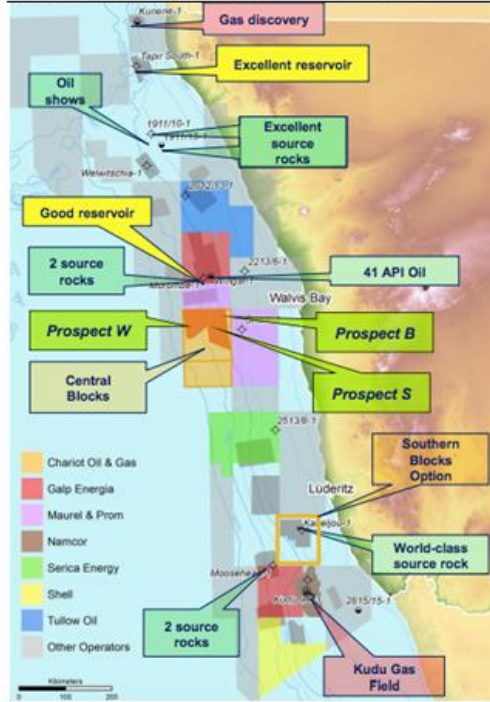 Kunene-1
Gas discovery
Tapir South-1
Excellent reservoir
Oil
shows
1911/10-1
1911/15-1
Excellent
source
rocks
Welwitschia-1
Good reservoir
2213/6-1
2 source
rocks
41 API Oil
Walvis Bay
Prospect W
Prospect B
Central
Blocks
Prospect S
2513/8-1
Southern
Blocks
Option
Lüderitz
Chariot Oil & Gas
Galp Energia
Maurel & Prom
Namcor
Serica Energy
Shell
Tullow Oil
Other Operators
Kabeljou-1
World-class
source rock
2 source
rocks
2815/15-1
Kudu Gas
Field
Kilometers
0
100
200